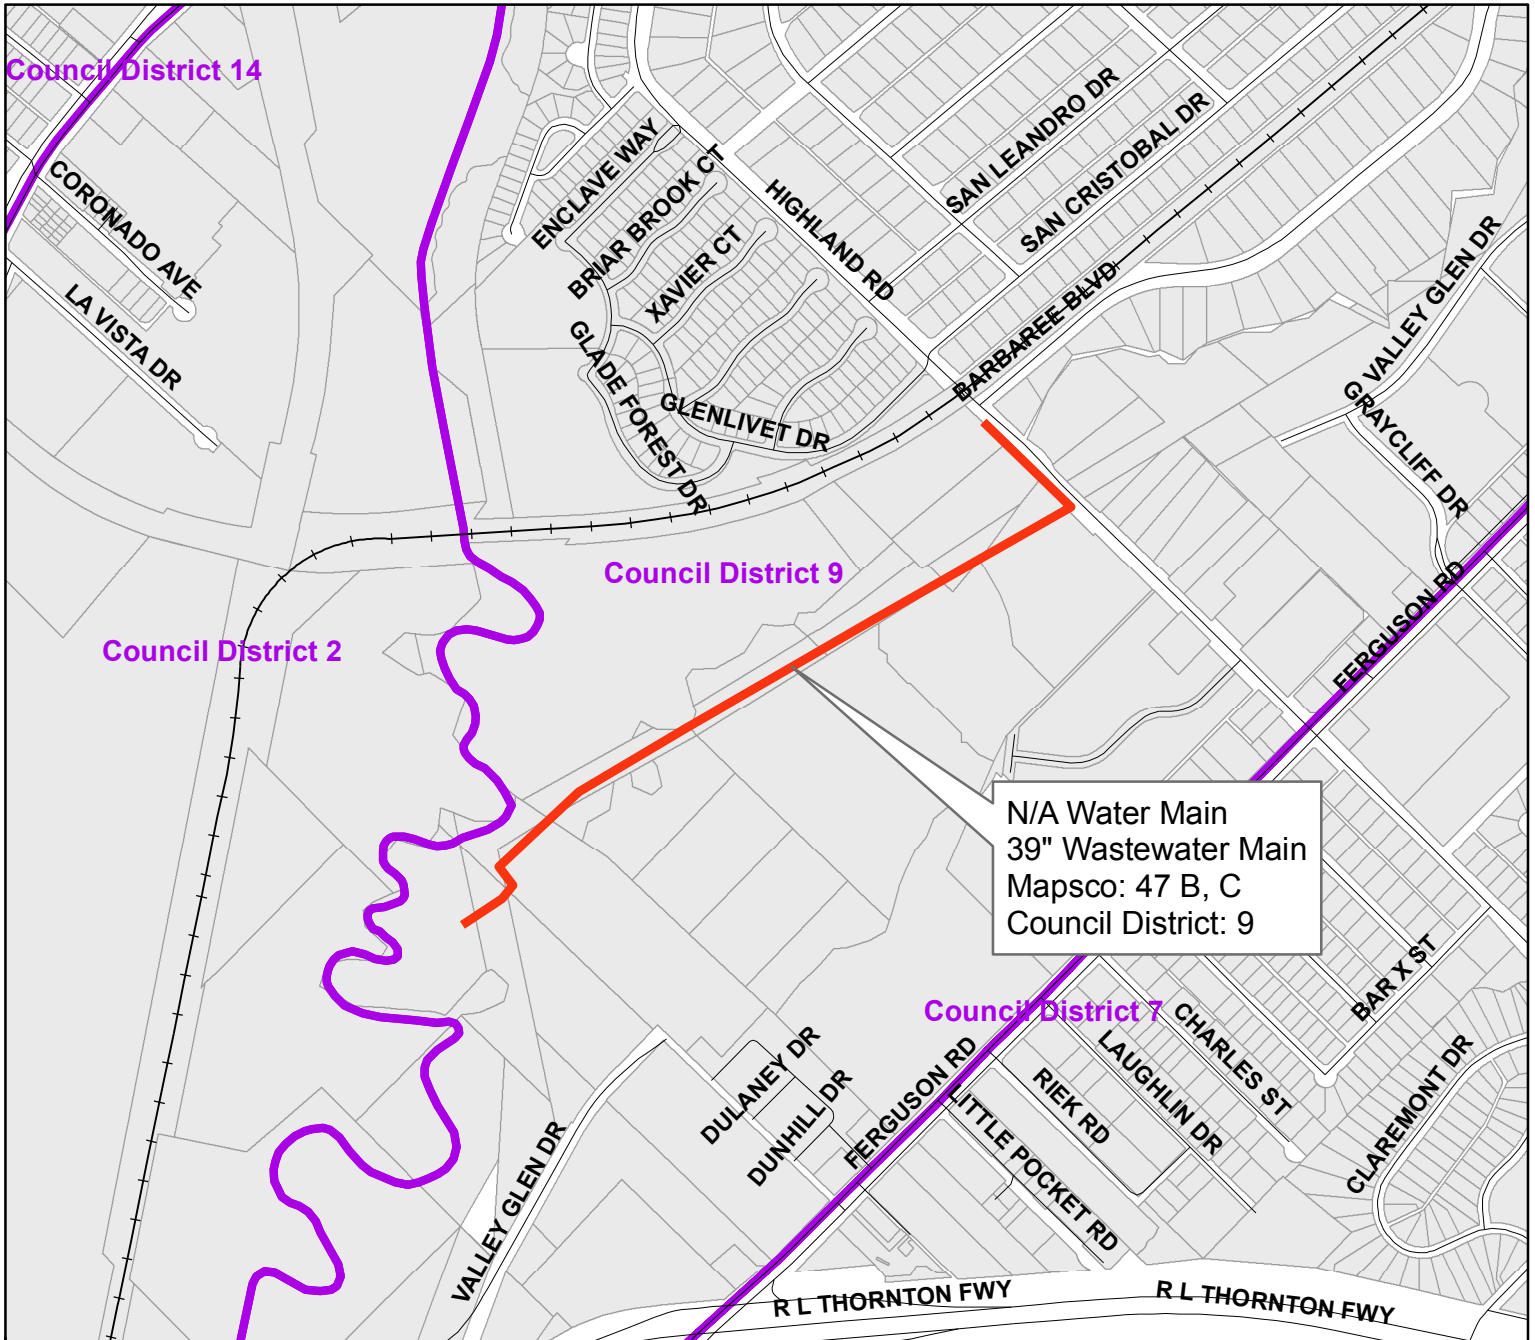 Council District 14
CORONADO AVE
LA VISTA DR
ENCLAVE WAY
BRIAR BROOK CT
XAVIER CT
HIGHLAND RD
SAN LEANDRO DR
SAN CRISTOBAL DR
BARBAREE BLVD
GLADE FOREST DR
GLENLIVET DR
VALLEY GLEN DR
G
GRAYCLIFF DR
FERGUSON RD
Council District 9
Council District 2
N/A Water Main
39" Wastewater Main
Mapsco: 47 B, C
Council District: 9
Council District 7
BAR X ST
CHARLES ST
LAUGHLIN DR
RIEK RD
CLAREMONT DR
DULANEY DR
DUNHILL DR
FERGUSON RD
LITTLE POCKET RD
VALLEY GLEN DR
R L THORNTON FWY
R L THORNTON FWY